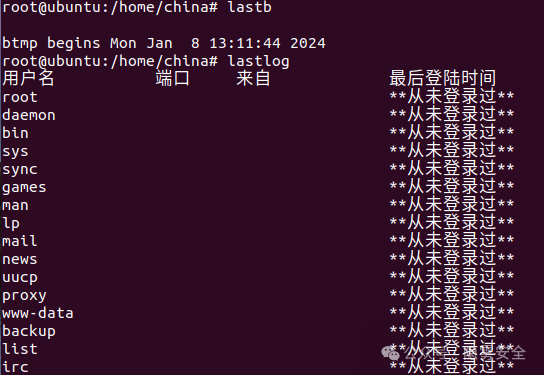 root@ubuntu:/home/china# lastb
btmp begins Mon Jan  8 13:11:44 2024
root@ubuntu:/home/china# lastlog
用户名 端口 来自 最后登陆时间
root **从未登录过**
daemon **从未登录过**
bin **从未登录过**
sys **从未登录过**
sync **从未登录过**
games **从未登录过**
man **从未登录过**
lp **从未登录过**
mail **从未登录过**
news **从未登录过**
uucp **从未登录过**
proxy **从未登录过**
www-data **从未登录过**
backup **从未登录过**
list **从未登录过**
irc **从未登录过**